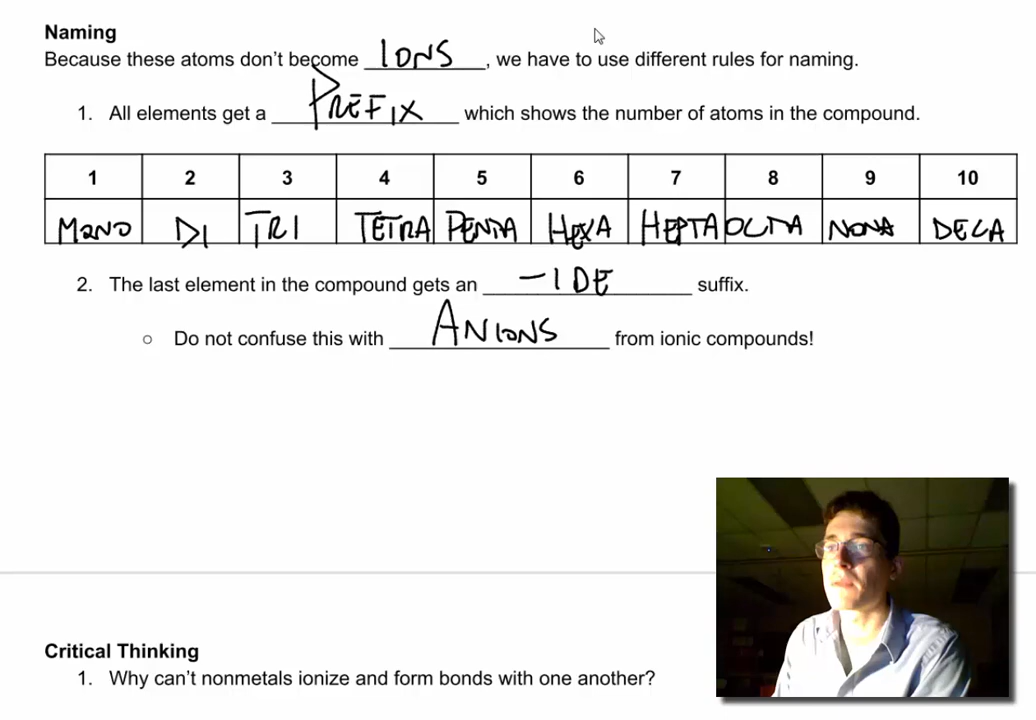 Naming
Because these atoms don't become IONS, we have to use different rules for naming.
1. All elements get a PREFIX which shows the number of atoms in the compound.
1 2 3 4 5 6 7 8 9 10
MONO DI TRI TETRA PENTA HEXA HEPTA OCTA NONA DECA
2. The last element in the compound gets an -IDE suffix.
○ Do not confuse this with ANIONS from ionic compounds!
Critical Thinking
1. Why can't nonmetals ionize and form bonds with one another?